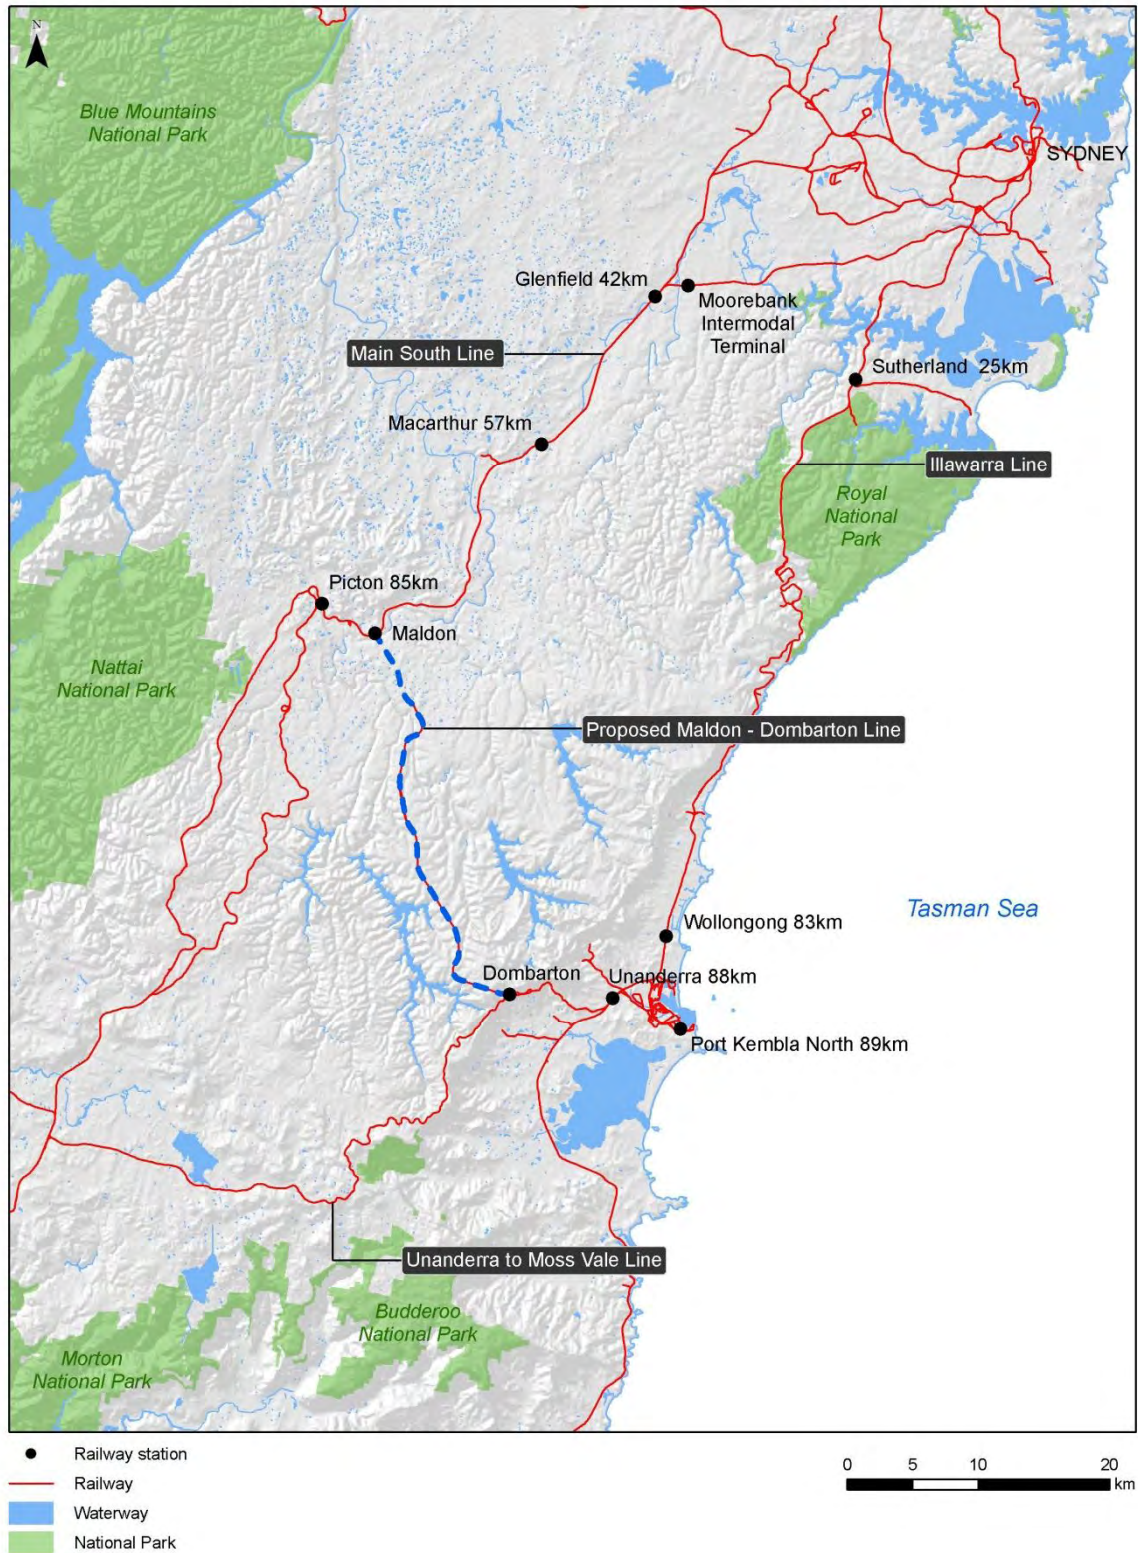 N
Blue Mountains
National Park
SYDNEY
Glenfield 42km
Moorebank
Intermodal
Terminal
Main South Line
Sutherland 25km
Macarthur 57km
Illawarra Line
Royal
National
Park
Picton 85km
Maldon
Nattai
National Park
Proposed Maldon - Dombarton Line
Tasman Sea
Wollongong 83km
Dombarton
Unanderra 88km
Port Kembla North 89km
Unanderra to Moss Vale Line
Budderoo
National Park
Morton
National Park
Railway station
Railway
Waterway
National Park
0 5 10 20
km